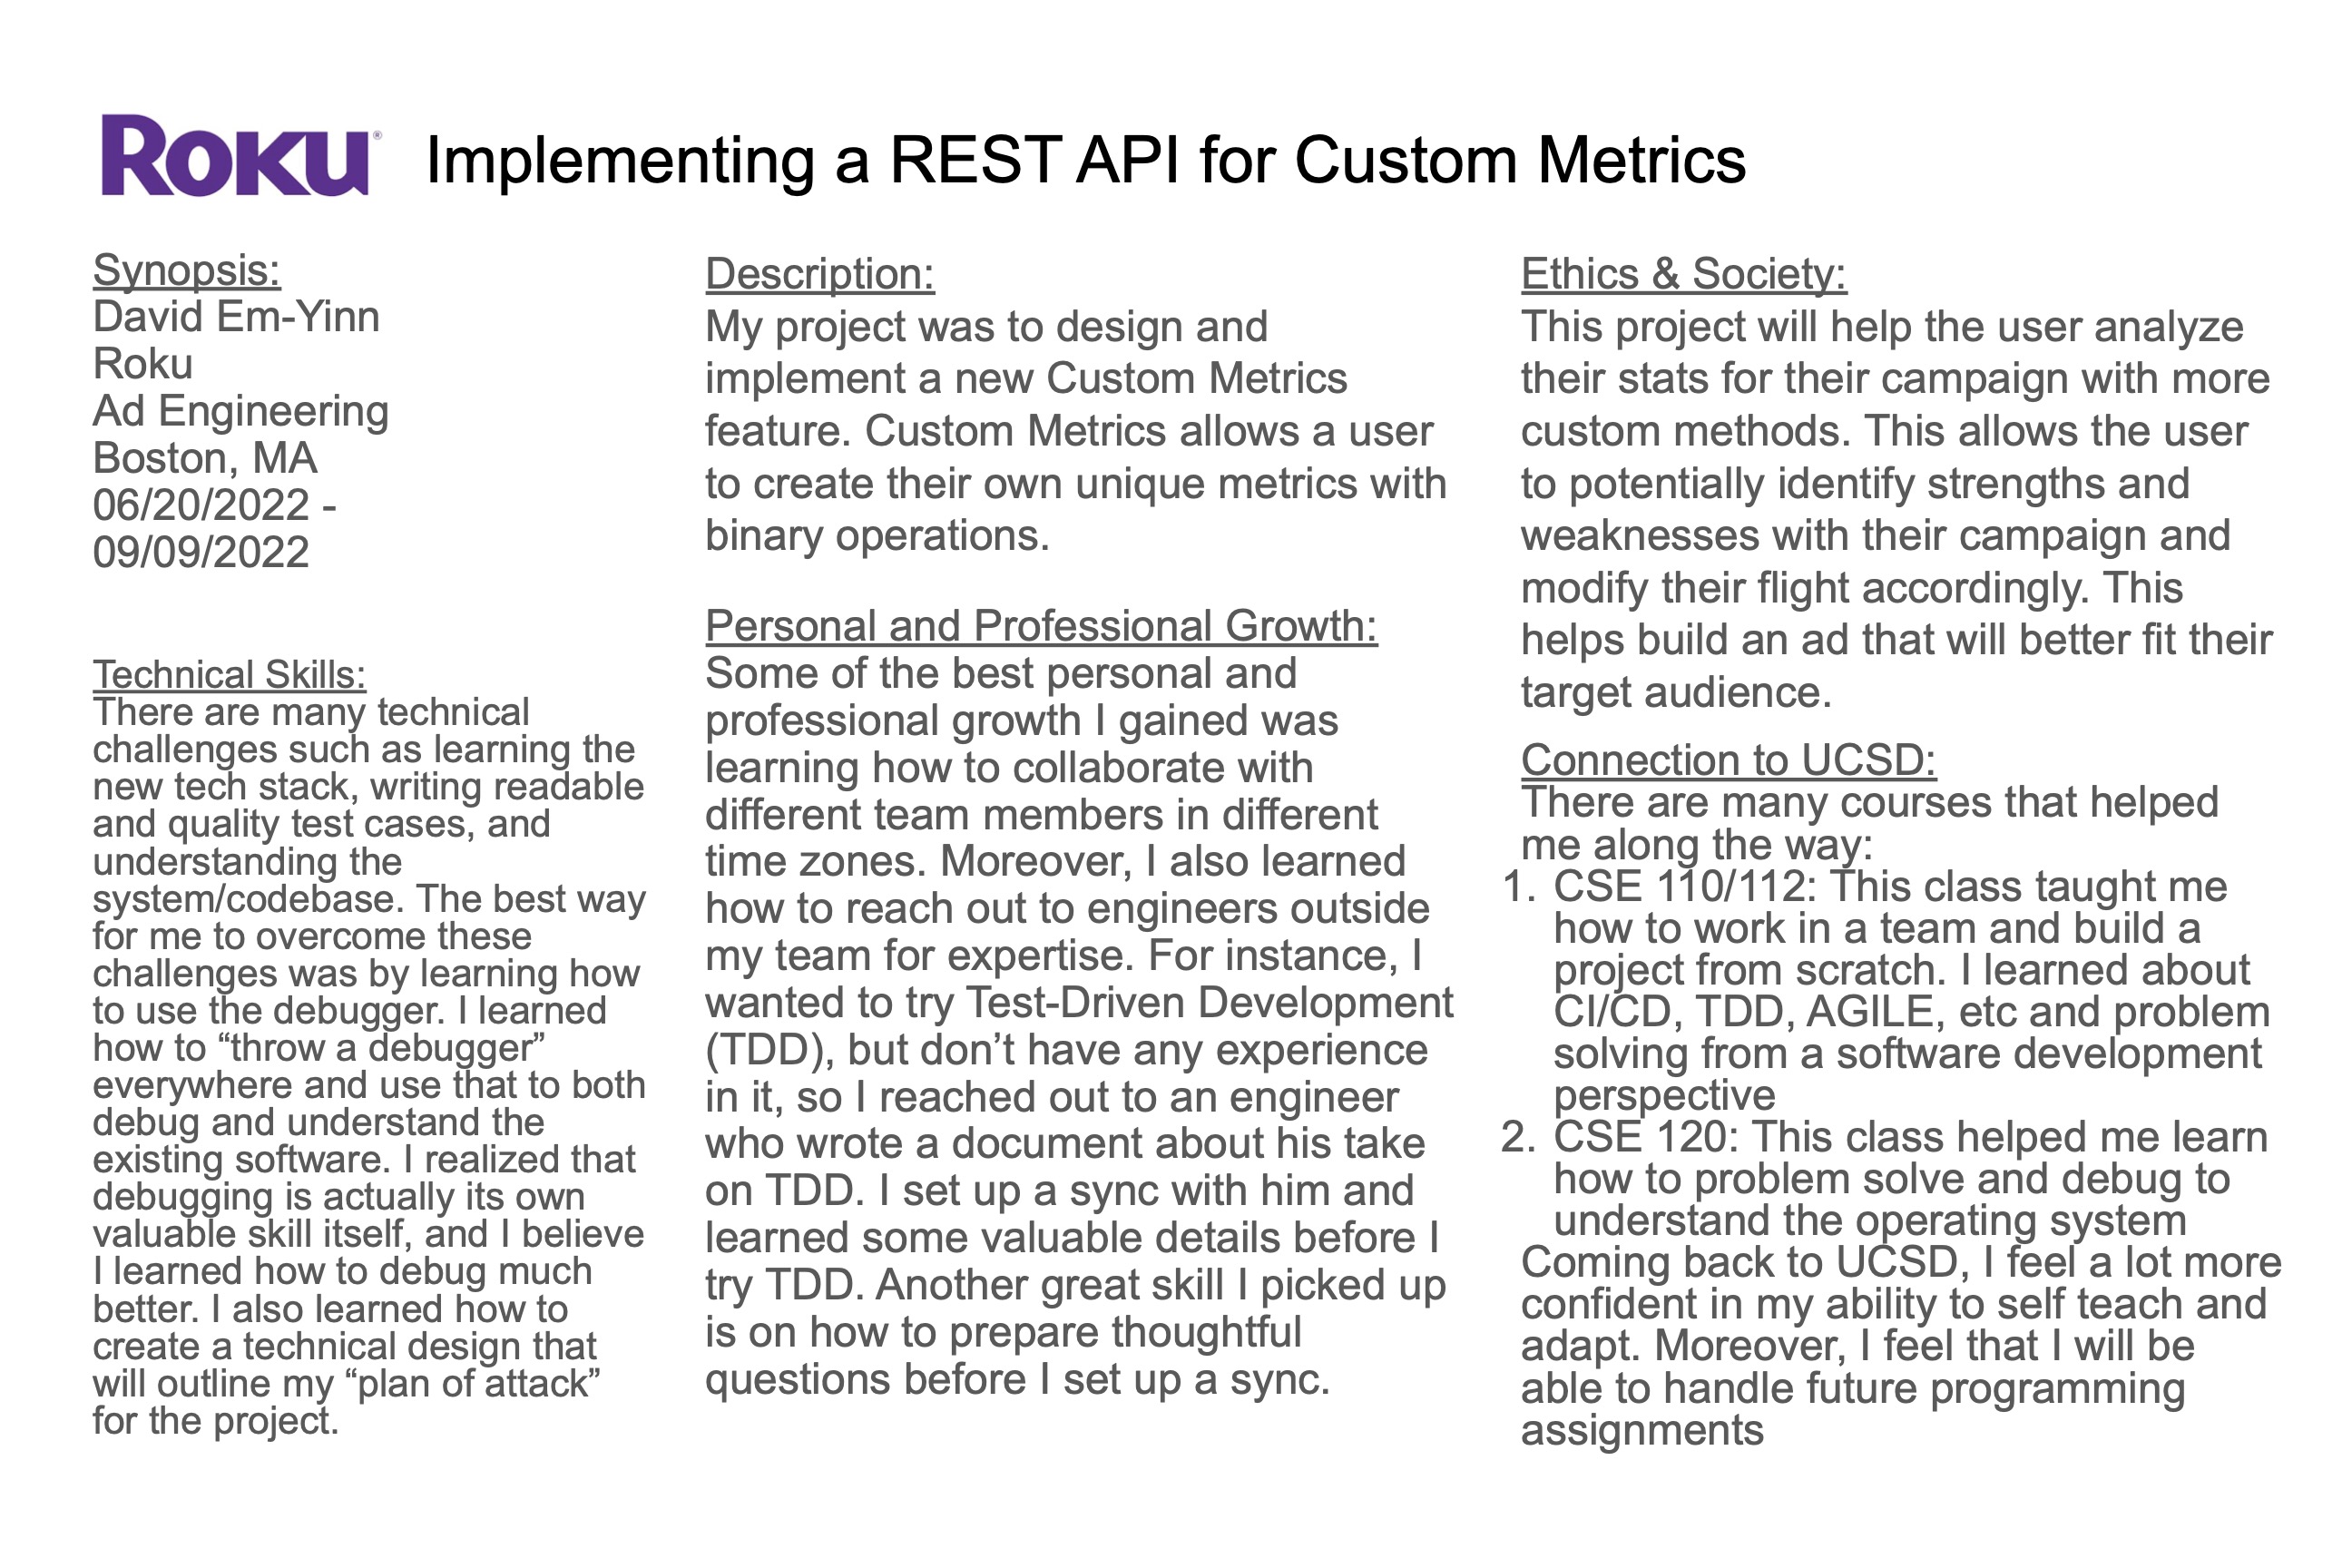 ROKU® Implementing a REST API for Custom Metrics
Synopsis:
David Em-Yinn
Roku
Ad Engineering
Boston, MA
06/20/2022 -
09/09/2022
Technical Skills:
There are many technical
challenges such as learning the
new tech stack, writing readable
and quality test cases, and
understanding the
system/codebase. The best way
for me to overcome these
challenges was by learning how
to use the debugger. I learned
how to “throw a debugger”
everywhere and use that to both
debug and understand the
existing software. I realized that
debugging is actually its own
valuable skill itself, and I believe
I learned how to debug much
better. I also learned how to
create a technical design that
will outline my “plan of attack”
for the project.
Description:
My project was to design and
implement a new Custom Metrics
feature. Custom Metrics allows a user
to create their own unique metrics with
binary operations.
Personal and Professional Growth:
Some of the best personal and
professional growth I gained was
learning how to collaborate with
different team members in different
time zones. Moreover, I also learned
how to reach out to engineers outside
my team for expertise. For instance, I
wanted to try Test-Driven Development
(TDD), but don’t have any experience
in it, so I reached out to an engineer
who wrote a document about his take
on TDD. I set up a sync with him and
learned some valuable details before I
try TDD. Another great skill I picked up
is on how to prepare thoughtful
questions before I set up a sync.
Ethics & Society:
This project will help the user analyze
their stats for their campaign with more
custom methods. This allows the user
to potentially identify strengths and
weaknesses with their campaign and
modify their flight accordingly. This
helps build an ad that will better fit their
target audience.
Connection to UCSD:
There are many courses that helped
me along the way:
1. CSE 110/112: This class taught me
how to work in a team and build a
project from scratch. I learned about
CI/CD, TDD, AGILE, etc and problem
solving from a software development
perspective
2. CSE 120: This class helped me learn
how to problem solve and debug to
understand the operating system
Coming back to UCSD, I feel a lot more
confident in my ability to self teach and
adapt. Moreover, I feel that I will be
able to handle future programming
assignments